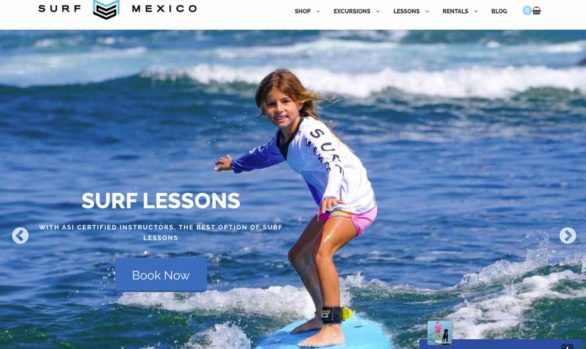 SURF MEXICO
SHOP EXCURSIONS LESSONS RENTALS BLOG 0
SURF
SURF LESSONS
WITH ASI CERTIFIED INSTRUCTORS, THE BEST OPTION OF SURF
LESSONS
Book Now